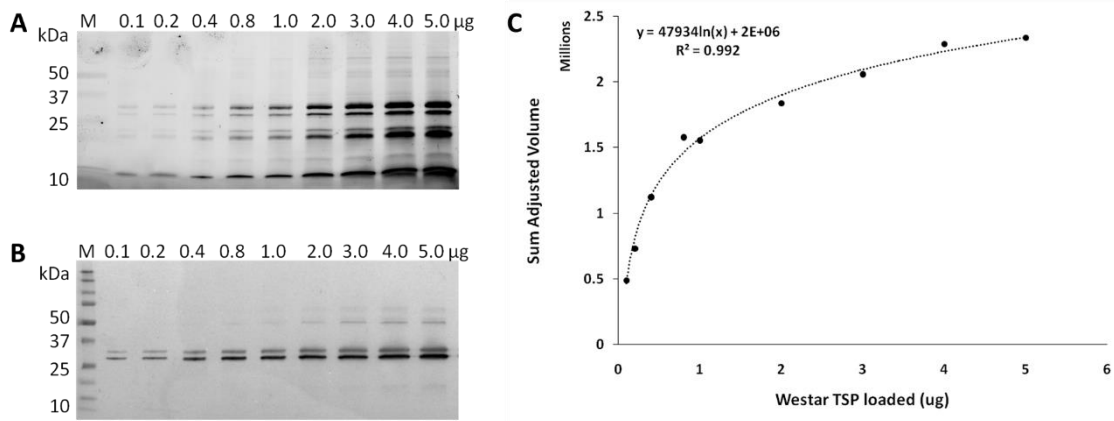 A
M 0.1 0.2 0.4 0.8 1.0 2.0 3.0 4.0 5.0 μg
kDa
50
37
25
10
B
M 0.1 0.2 0.4 0.8 1.0 2.0 3.0 4.0 5.0 μg
kDa
50
37
25
10
C
y = 47934ln(x) + 2E+06
R² = 0.992
Millions
Sum Adjusted Volume
2.5
2
1.5
1
0.5
0
0 1 2 3 4 5 6
Westar TSP loaded (ug)